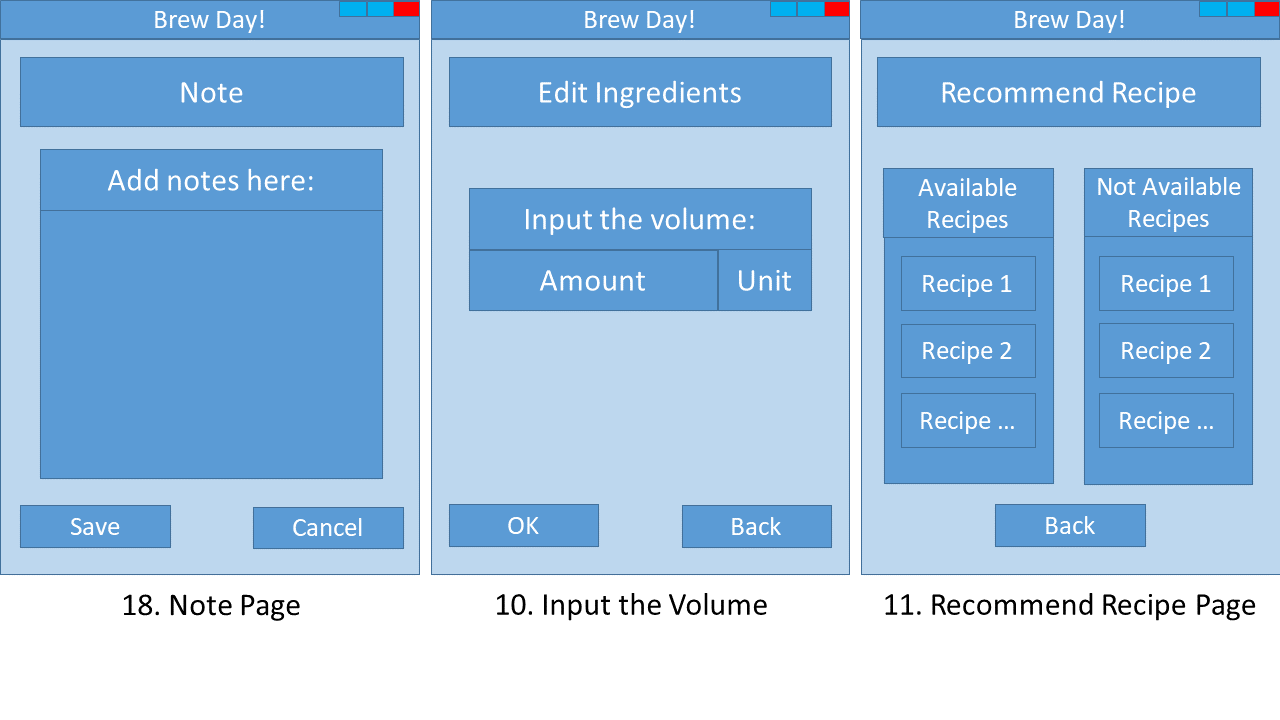 Brew Day!
Note
Add notes here:
Save
Cancel
18. Note Page
Brew Day!
Edit Ingredients
Input the volume:
Amount
Unit
OK
Back
10. Input the Volume
Brew Day!
Recommend Recipe
Available
Recipes
Recipe 1
Recipe 2
Recipe ...
Not Available
Recipes
Recipe 1
Recipe 2
Recipe ...
Back
11. Recommend Recipe Page